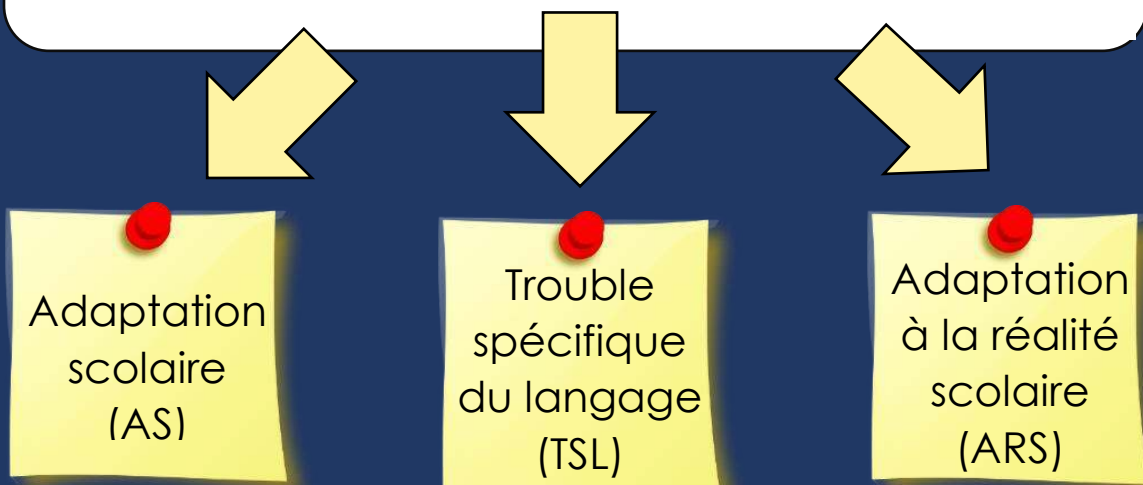 Adaptation
scolaire
(AS)
Trouble
spécifique
du langage
(TSL)
Adaptation
à la réalité
scolaire
(ARS)